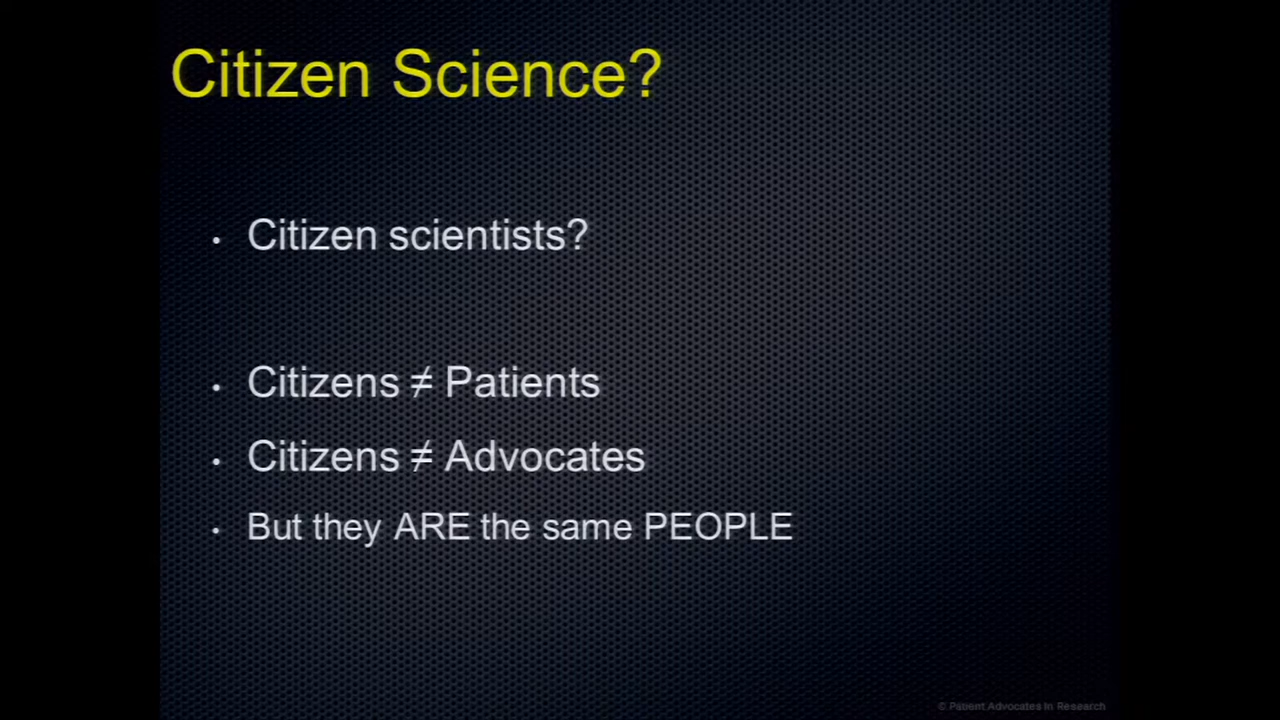 Citizen Science?
• Citizen scientists?
• Citizens ≠ Patients
• Citizens ≠ Advocates
• But they ARE the same PEOPLE
© Patient Advocates In Research